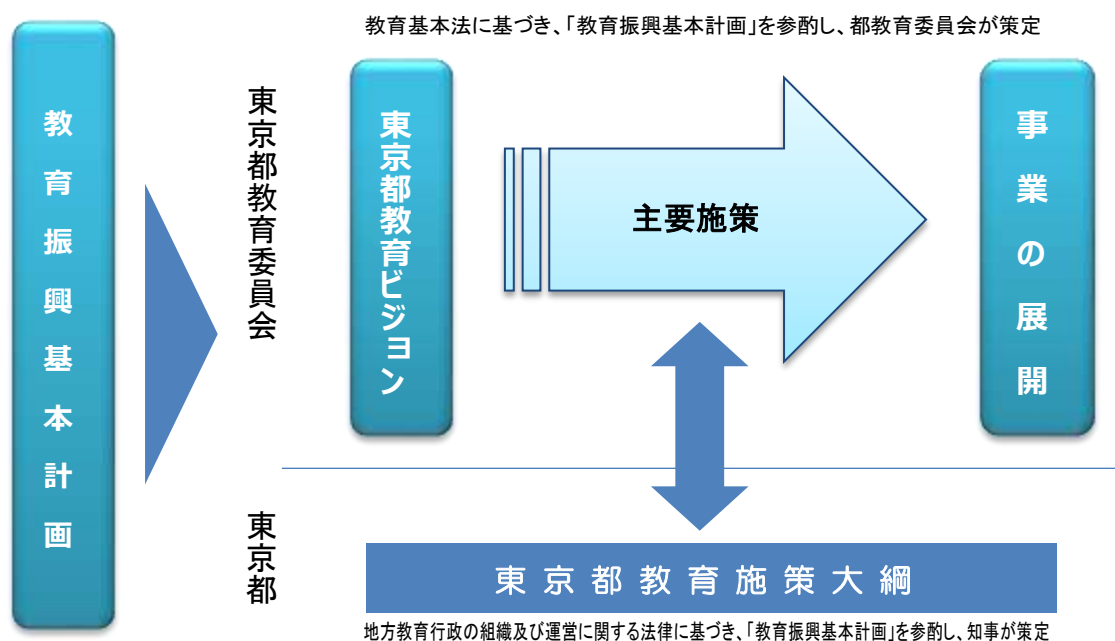 教育基本法に基づき、「教育振興基本計画」を参酌し、都教育委員会が策定
教育振興基本計画
東京都教育委員会
東京都教育ビジョン
主要施策
事業の展開
東京都
東京都教育施策大綱
地方教育行政の組織及び運営に関する法律に基づき、「教育振興基本計画」を参酌し、知事が策定